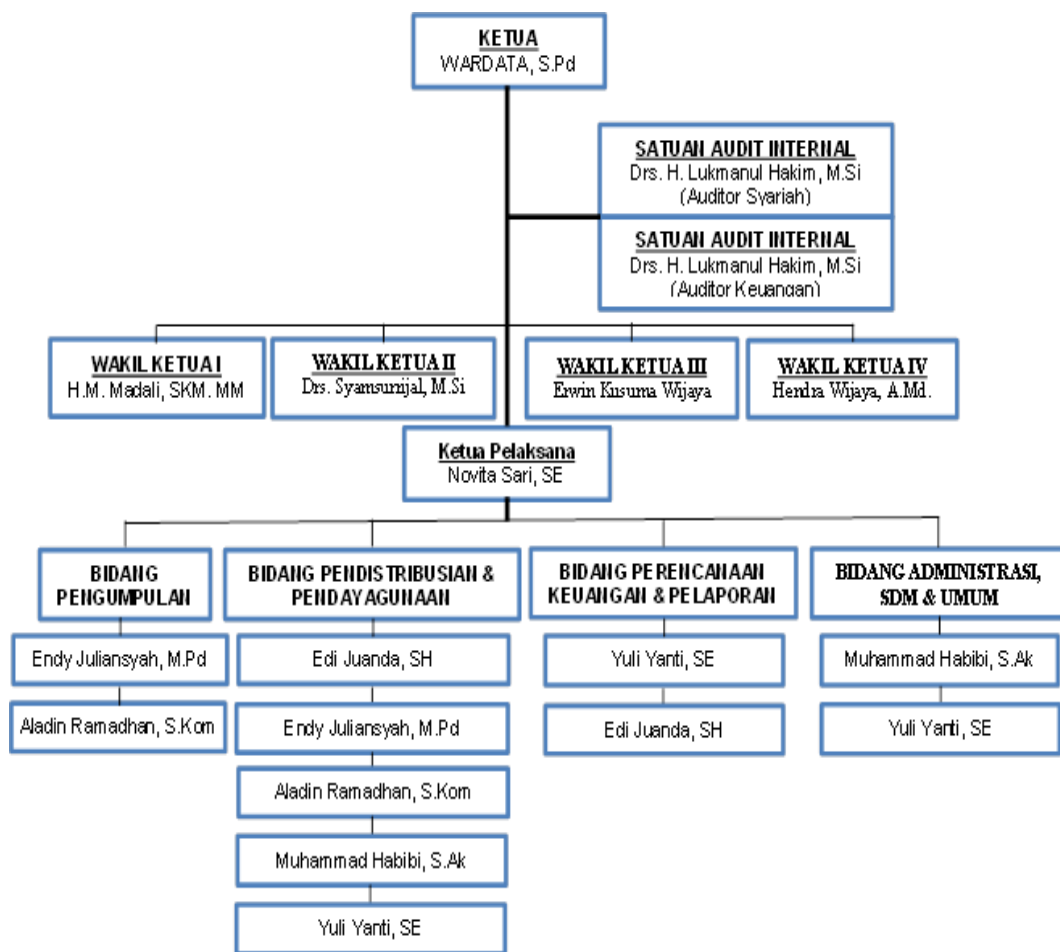 KETUA
WARDATA, S.Pd
SATUAN AUDIT INTERNAL
Drs. H. Lukmanul Hakim, M.Si
(Auditor Syariah)
SATUAN AUDIT INTERNAL
Drs. H. Lukmanul Hakim, M.Si
(Auditor Keuangan)
WAKIL KETUA I
H.M. Madali, SKM. MM
WAKIL KETUA II
Drs. Syamsurijal, M.Si
WAKIL KETUA III
Erwin Kusuma Wijaya
WAKIL KETUA IV
Hendra Wijaya, A.Md.
Ketua Pelaksana
Novita Sari, SE
BIDANG
PENGUMPULAN
Endy Juliansyah, M.Pd
Aladin Ramadhan, S.Kom
BIDANG PENDISTRIBUSIAN &
PENDAYAGUNAAN
Edi Juanda, SH
Endy Juliansyah, M.Pd
Aladin Ramadhan, S.Kom
Muhammad Habibi, S.Ak
Yuli Yanti, SE
BIDANG PERENCANAAN
KEUANGAN & PELAPORAN
Yuli Yanti, SE
Edi Juanda, SH
BIDANG ADMINISTRASI,
SDM & UMUM
Muhammad Habibi, S.Ak
Yuli Yanti, SE